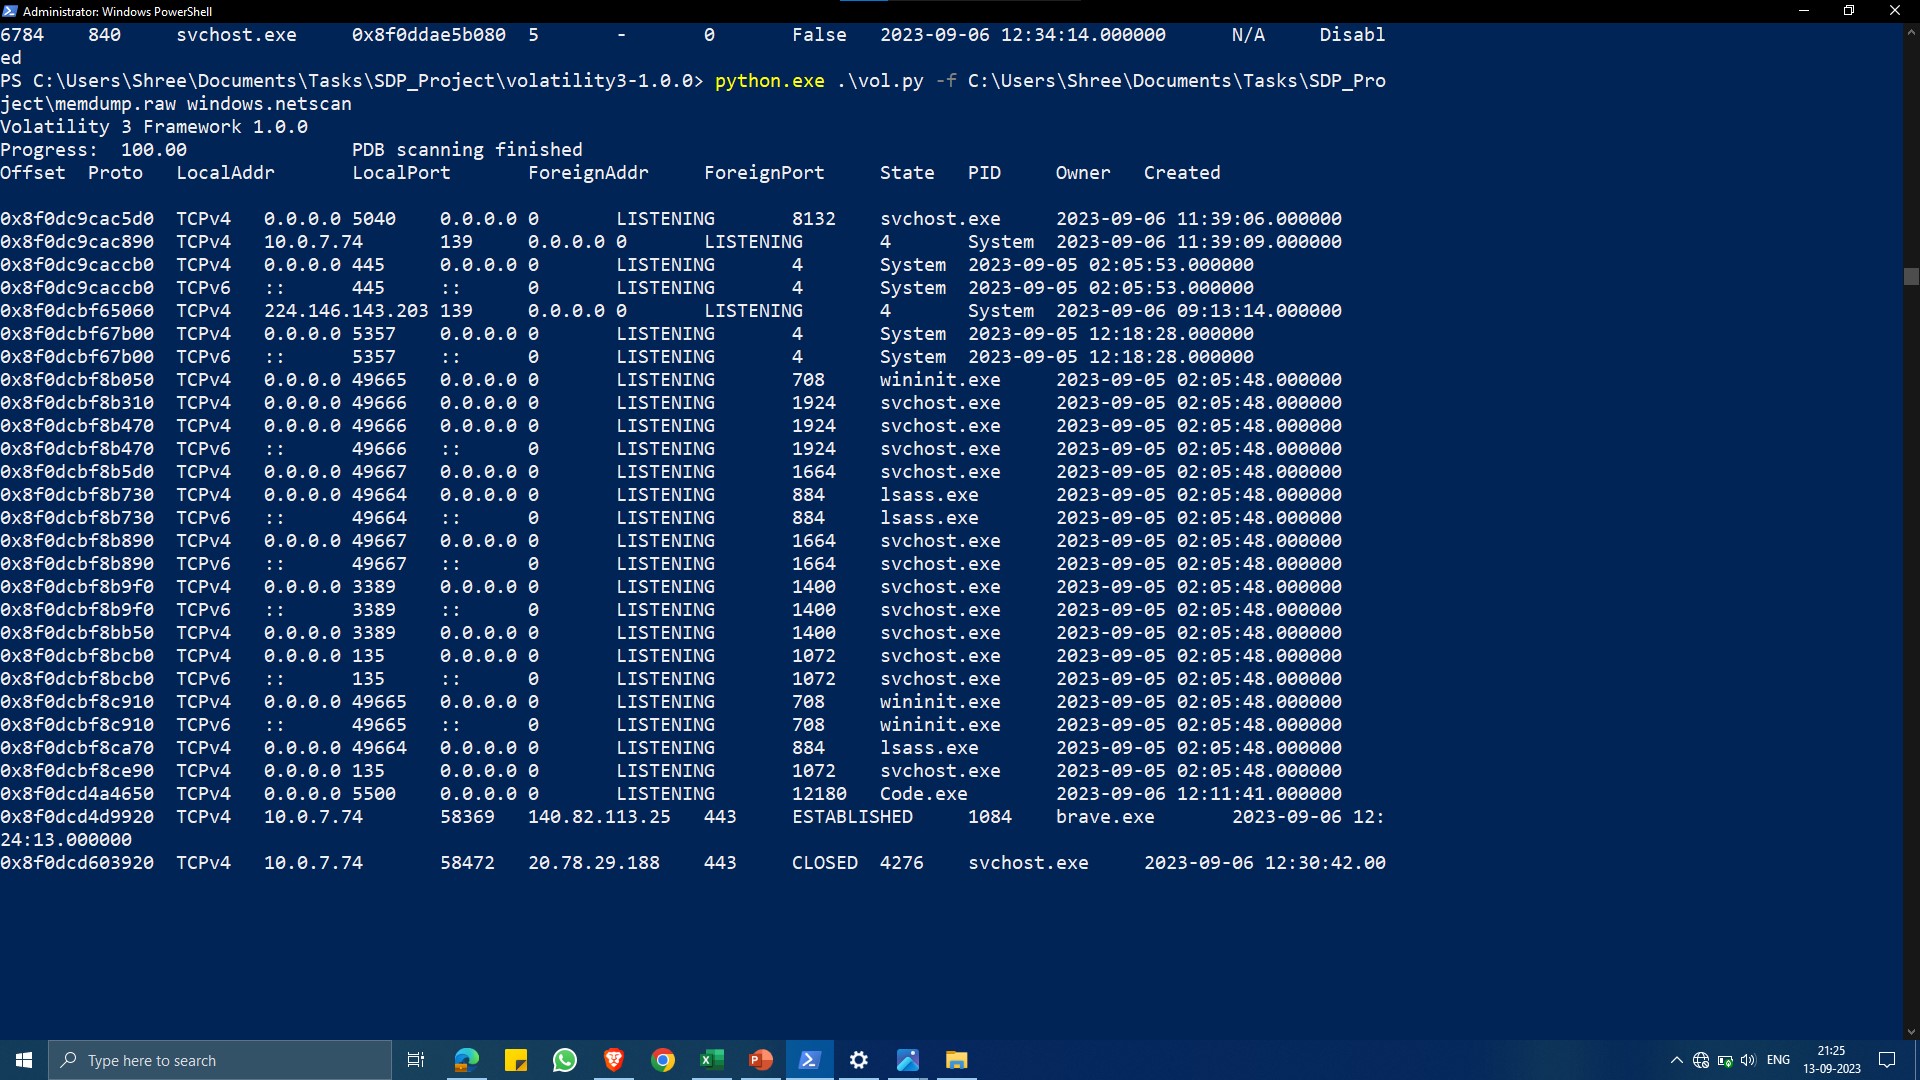 Administrator: Windows PowerShell
6784    840     svchost.exe     0x8f0ddae5b080  5       -       0       False   2023-09-06 12:34:14.000000      N/A     Disabl
ed
PS C:\Users\Shree\Documents\Tasks\SDP_Project\volatility3-1.0.0> python.exe .\vol.py -f C:\Users\Shree\Documents\Tasks\SDP_Pro
ject\memdump.raw windows.netscan
Volatility 3 Framework 1.0.0
Progress:  100.00               PDB scanning finished
Offset  Proto   LocalAddr       LocalPort       ForeignAddr     ForeignPort     State   PID     Owner   Created
0x8f0dc9cac5d0  TCPv4   0.0.0.0 5040    0.0.0.0 0       LISTENING       8132    svchost.exe     2023-09-06 11:39:06.000000
0x8f0dc9cac890  TCPv4   10.0.7.74       139     0.0.0.0 0       LISTENING       4       System  2023-09-06 11:39:09.000000
0x8f0dc9caccb0  TCPv4   0.0.0.0 445     0.0.0.0 0       LISTENING       4       System  2023-09-05 02:05:53.000000
0x8f0dc9caccb0  TCPv6   ::      445     ::      0       LISTENING       4       System  2023-09-05 02:05:53.000000
0x8f0dcbf65060  TCPv4   224.146.143.203 139     0.0.0.0 0       LISTENING       4       System  2023-09-06 09:13:14.000000
0x8f0dcbf67b00  TCPv4   0.0.0.0 5357    0.0.0.0 0       LISTENING       4       System  2023-09-05 12:18:28.000000
0x8f0dcbf67b00  TCPv6   ::      5357    ::      0       LISTENING       4       System  2023-09-05 12:18:28.000000
0x8f0dcbf8b050  TCPv4   0.0.0.0 49665   0.0.0.0 0       LISTENING       708     wininit.exe     2023-09-05 02:05:48.000000
0x8f0dcbf8b310  TCPv4   0.0.0.0 49666   0.0.0.0 0       LISTENING       1924    svchost.exe     2023-09-05 02:05:48.000000
0x8f0dcbf8b470  TCPv4   0.0.0.0 49666   0.0.0.0 0       LISTENING       1924    svchost.exe     2023-09-05 02:05:48.000000
0x8f0dcbf8b470  TCPv6   ::      49666   ::      0       LISTENING       1924    svchost.exe     2023-09-05 02:05:48.000000
0x8f0dcbf8b5d0  TCPv4   0.0.0.0 49667   0.0.0.0 0       LISTENING       1664    svchost.exe     2023-09-05 02:05:48.000000
0x8f0dcbf8b730  TCPv4   0.0.0.0 49664   0.0.0.0 0       LISTENING       884     lsass.exe       2023-09-05 02:05:48.000000
0x8f0dcbf8b730  TCPv6   ::      49664   ::      0       LISTENING       884     lsass.exe       2023-09-05 02:05:48.000000
0x8f0dcbf8b890  TCPv4   0.0.0.0 49667   0.0.0.0 0       LISTENING       1664    svchost.exe     2023-09-05 02:05:48.000000
0x8f0dcbf8b890  TCPv6   ::      49667   ::      0       LISTENING       1664    svchost.exe     2023-09-05 02:05:48.000000
0x8f0dcbf8b9f0  TCPv4   0.0.0.0 3389    0.0.0.0 0       LISTENING       1400    svchost.exe     2023-09-05 02:05:48.000000
0x8f0dcbf8b9f0  TCPv6   ::      3389    ::      0       LISTENING       1400    svchost.exe     2023-09-05 02:05:48.000000
0x8f0dcbf8bb50  TCPv4   0.0.0.0 3389    0.0.0.0 0       LISTENING       1400    svchost.exe     2023-09-05 02:05:48.000000
0x8f0dcbf8bcb0  TCPv4   0.0.0.0 135     0.0.0.0 0       LISTENING       1072    svchost.exe     2023-09-05 02:05:48.000000
0x8f0dcbf8bcb0  TCPv6   ::      135     ::      0       LISTENING       1072    svchost.exe     2023-09-05 02:05:48.000000
0x8f0dcbf8c910  TCPv4   0.0.0.0 49665   0.0.0.0 0       LISTENING       708     wininit.exe     2023-09-05 02:05:48.000000
0x8f0dcbf8c910  TCPv6   ::      49665   ::      0       LISTENING       708     wininit.exe     2023-09-05 02:05:48.000000
0x8f0dcbf8ca70  TCPv4   0.0.0.0 49664   0.0.0.0 0       LISTENING       884     lsass.exe       2023-09-05 02:05:48.000000
0x8f0dcbf8ce90  TCPv4   0.0.0.0 135     0.0.0.0 0       LISTENING       1072    svchost.exe     2023-09-05 02:05:48.000000
0x8f0dcd4a4650  TCPv4   0.0.0.0 5500    0.0.0.0 0       LISTENING       12180   Code.exe        2023-09-06 12:11:41.000000
0x8f0dcd4d9920  TCPv4   10.0.7.74       58369   140.82.113.25   443     ESTABLISHED     1084    brave.exe       2023-09-06 12:
24:13.000000
0x8f0dcd603920  TCPv4   10.0.7.74       58472   20.78.29.188    443     CLOSED  4276    svchost.exe     2023-09-06 12:30:42.00
Type here to search
ENG
21:25
13-09-2023